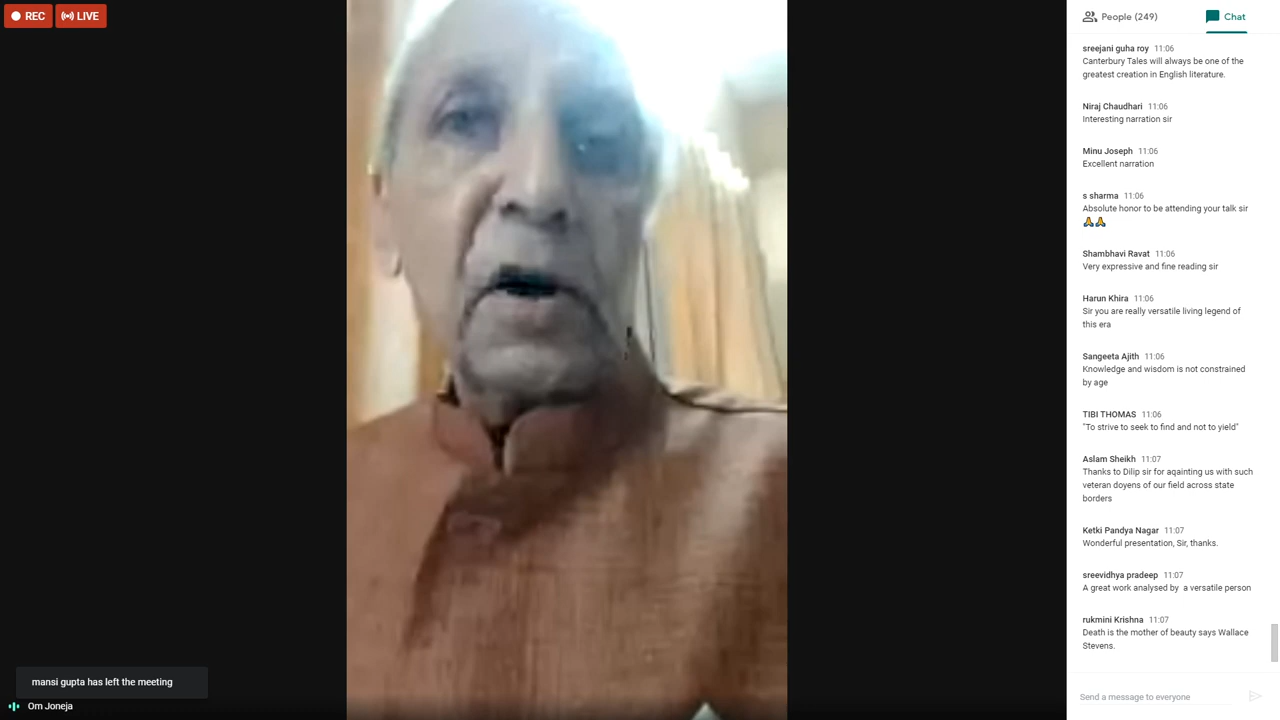 REC
LIVE
People (249)
Chat
sreejani guha roy 11:06
Canterbury Tales will always be one of the
greatest creation in English literature.
Niraj Chaudhari 11:06
Interesting narration sir
Minu Joseph 11:06
Excellent narration
s sharma 11:06
Absolute honor to be attending your talk sir
🙏🙏
Shambhavi Ravat 11:06
Very expressive and fine reading sir
Harun Khira 11:06
Sir you are really versatile living legend of
this era
Sangeeta Ajith 11:06
Knowledge and wisdom is not constrained
by age
TIBI THOMAS 11:06
"To strive to seek to find and not to yield"
Aslam Sheikh 11:07
Thanks to Dilip sir for aqainting us with such
veteran doyens of our field across state
borders
Ketki Pandya Nagar 11:07
Wonderful presentation, Sir, thanks.
sreevidhya pradeep 11:07
A great work analysed by  a versatile person
rukmini Krishna 11:07
Death is the mother of beauty says Wallace
Stevens.
mansi gupta has left the meeting
Om Joneja
Send a message to everyone